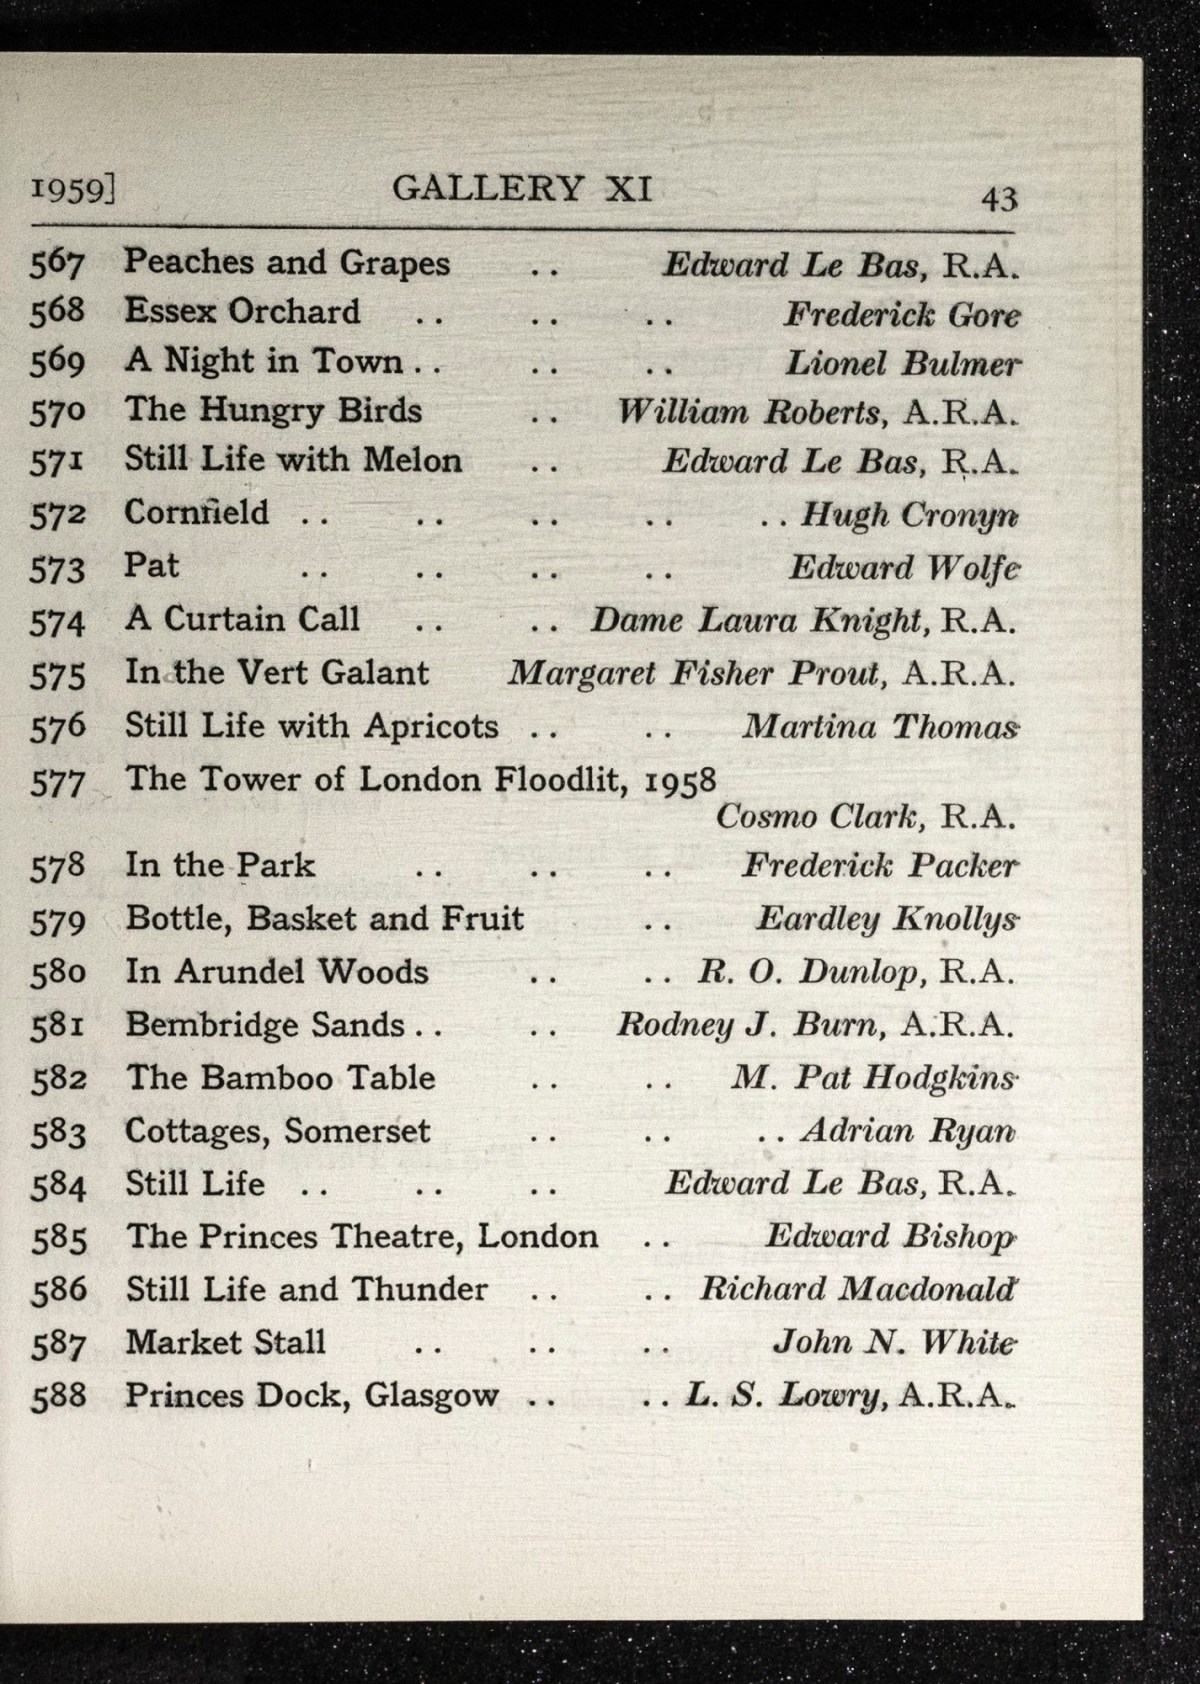 1959] GALLERY XI 43
567 Peaches and Grapes .. Edward Le Bas, R.A.
568 Essex Orchard .. .. .. Frederick Gore
569 A Night in Town .. .. .. Lionel Bulmer
570 The Hungry Birds .. William Roberts, A.R.A.
571 Still Life with Melon .. Edward Le Bas, R.A.
572 Cornfield .. .. .. .. .. Hugh Cronyn
573 Pat .. .. .. .. Edward Wolfe
574 A Curtain Call .. .. Dame Laura Knight, R.A.
575 In the Vert Galant Margaret Fisher Prout, A.R.A.
576 Still Life with Apricots .. .. Martina Thomas
577 The Tower of London Floodlit, 1958
Cosmo Clark, R.A.
578 In the Park .. .. .. Frederick Packer
579 Bottle, Basket and Fruit .. Eardley Knollys
580 In Arundel Woods .. .. R. O. Dunlop, R.A.
581 Bembridge Sands .. .. Rodney J. Burn, A.R.A.
582 The Bamboo Table .. .. M. Pat Hodgkins
583 Cottages, Somerset .. .. .. Adrian Ryan
584 Still Life .. .. .. Edward Le Bas, R.A.
585 The Princes Theatre, London .. Edward Bishop
586 Still Life and Thunder .. .. Richard Macdonald
587 Market Stall .. .. .. John N. White
588 Princes Dock, Glasgow .. .. L. S. Lowry, A.R.A.